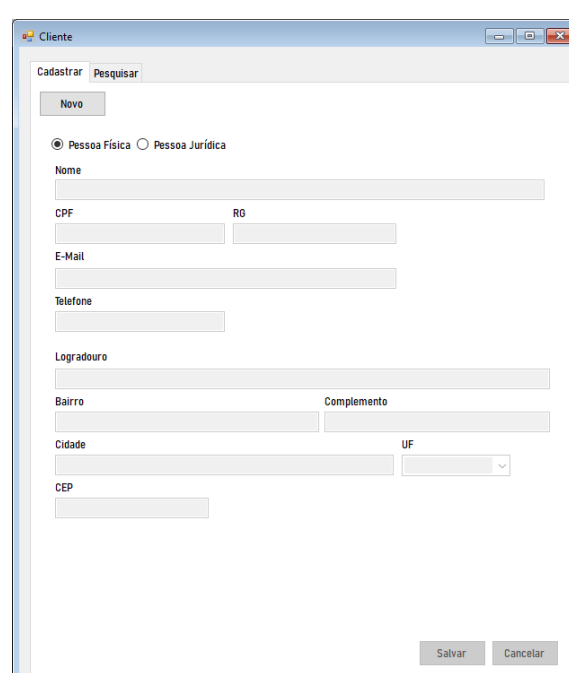 Cliente
Cadastrar Pesquisar
Novo
Pessoa Física Pessoa Jurídica
Nome
CPF RG
E-Mail
Telefone
Logradouro
Bairro Complemento
Cidade UF
CEP
Salvar Cancelar